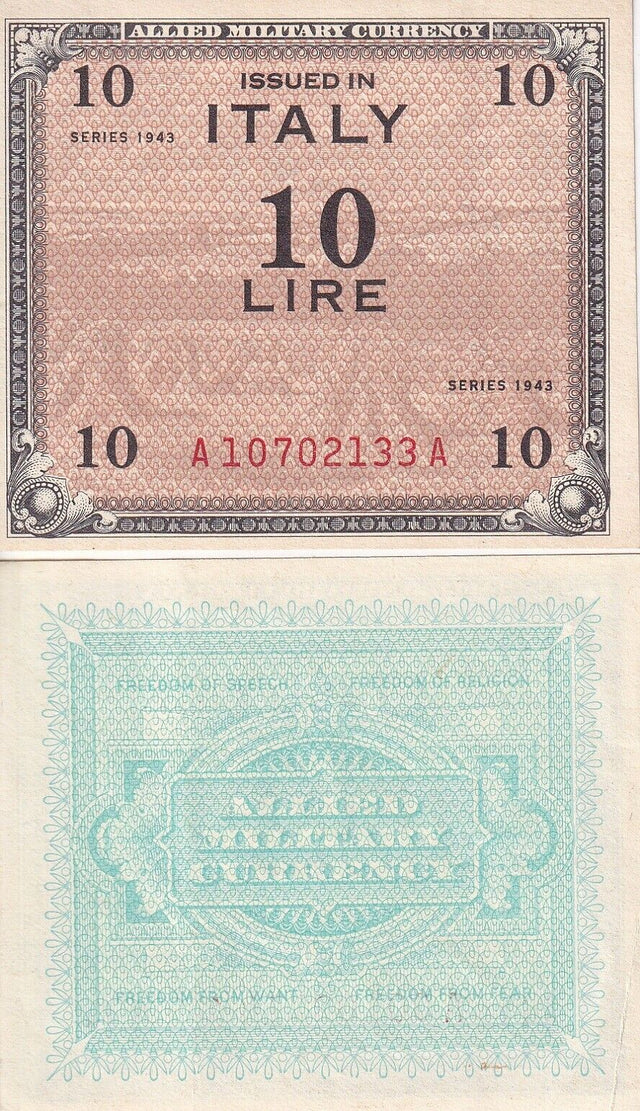 ALLIED MILITARY CURRENCY
10 ISSUED IN 10
SERIES 1943 ITALY
10
LIRE
SERIES 1943
10 A10702133A 10
FREEDOM OF SPEECH FREEDOM OF RELIGION
ALLIED
MILITARY
CURRENCY
FREEDOM FROM WANT FREEDOM FROM FEAR